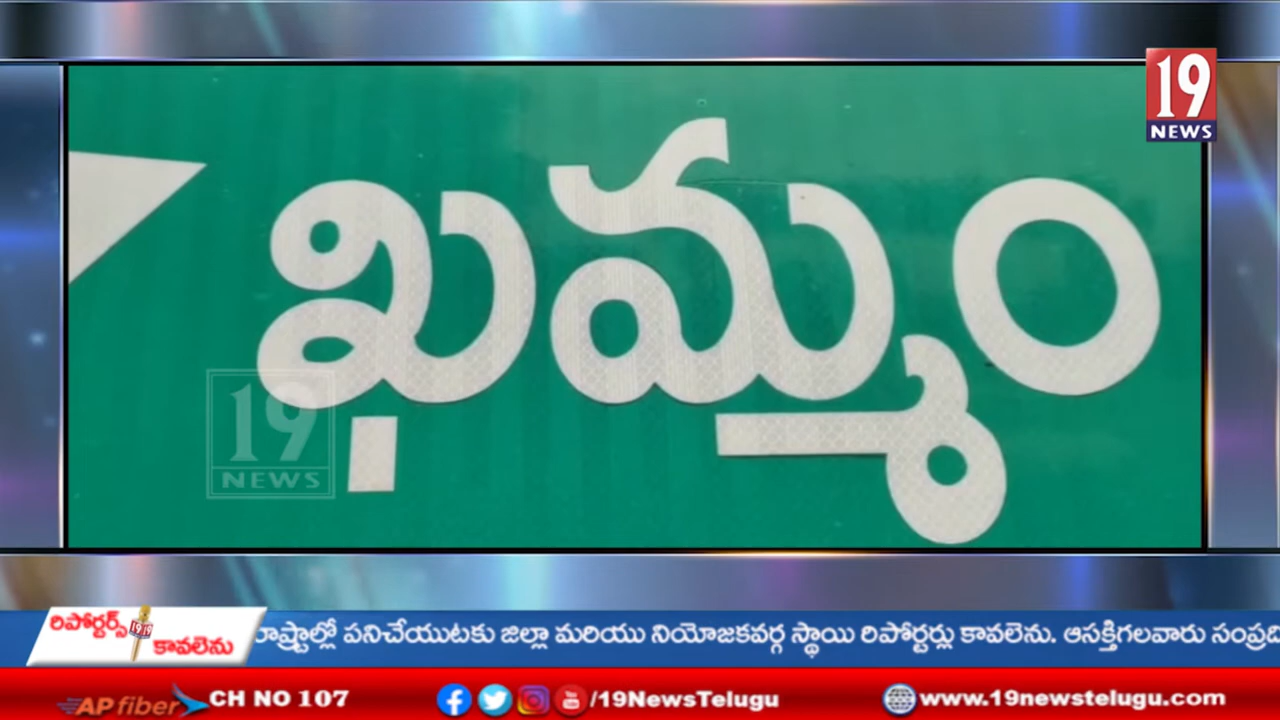 19
NEWS
ఖమ్మం
19
NEWS
రిపోర్టర్స్
కావలెను
పనిచేయుటకు జిల్లా మరియు నియోజకవర్గ స్థాయి రిపోర్టర్లు కావలెను. ఆసక్తిగలవారు
AP fiber CH NO 107 /19NewsTelugu www.19newstelugu.com